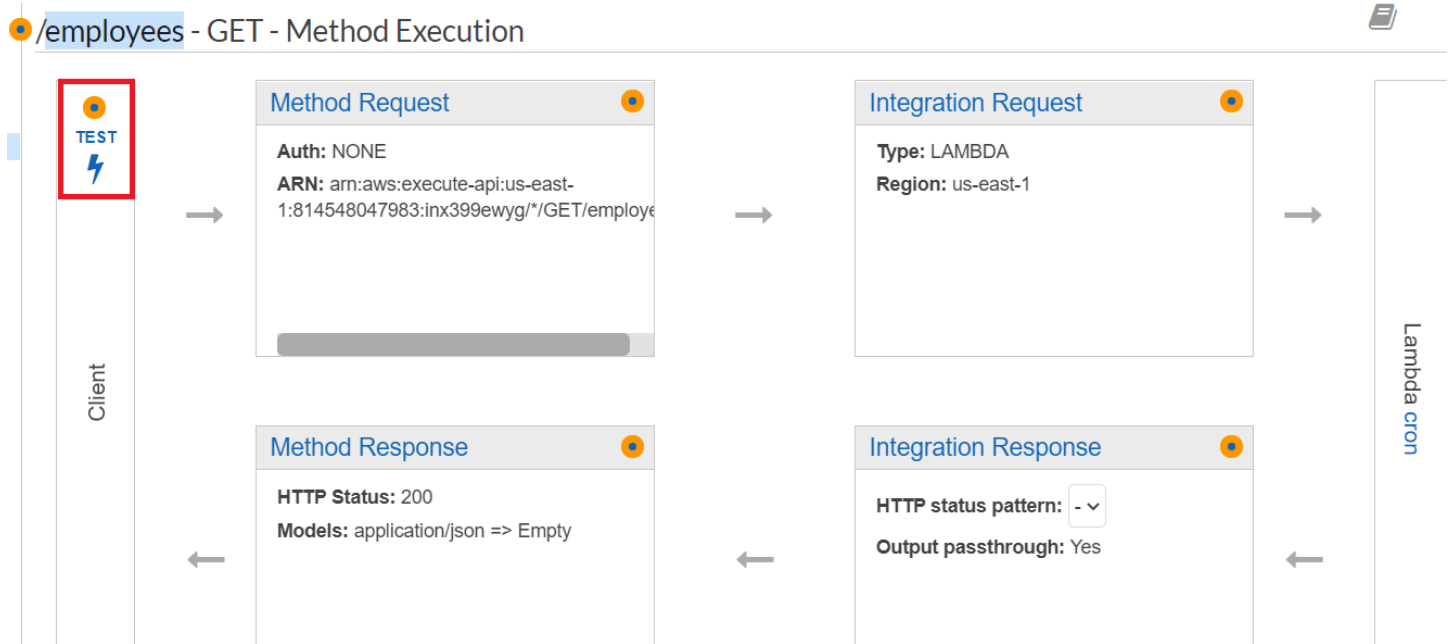 /employees - GET - Method Execution
TEST
Client
Method Request
Auth: NONE
ARN: arn:aws:execute-api:us-east-
1:814548047983:inx399ewyg/*/GET/employe
Integration Request
Type: LAMBDA
Region: us-east-1
Lambda cron
Method Response
HTTP Status: 200
Models: application/json => Empty
Integration Response
HTTP status pattern: -
Output passthrough: Yes